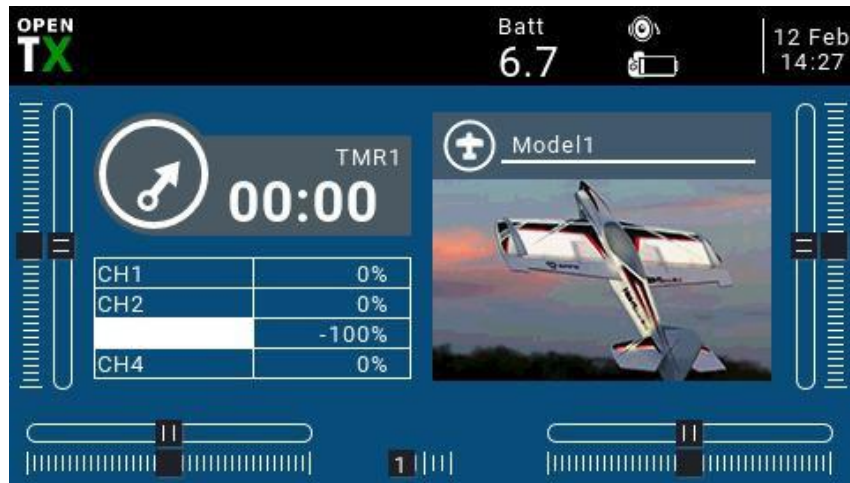 OPEN
TX
Batt
6.7
12 Feb
14:27
TMR1
00:00
Model1
CH1 0%
CH2 0%
-100%
CH4 0%
1